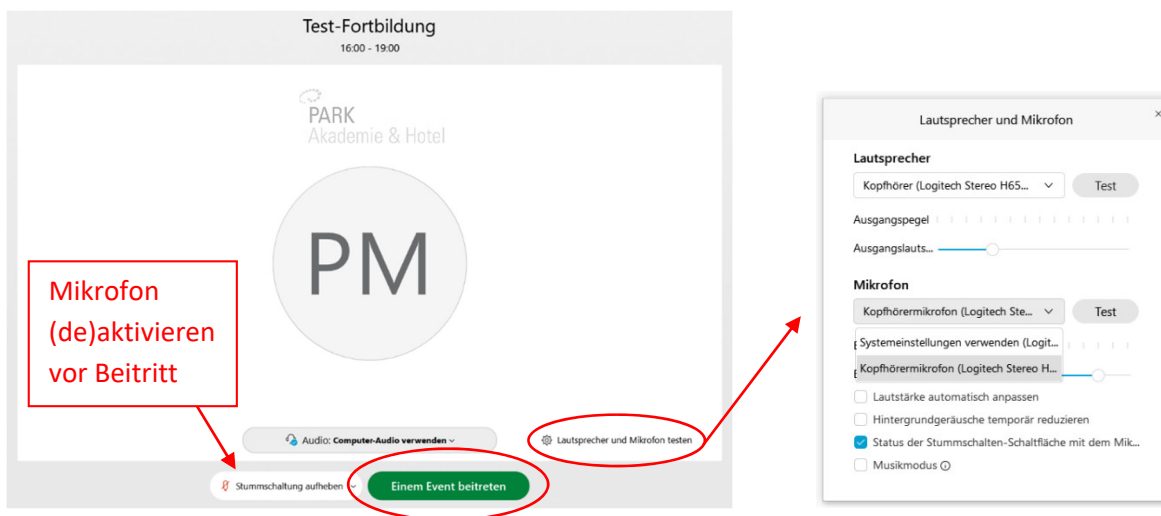 Test-Fortbildung
16:00 - 19:00
PARK
Akademie & Hotel
PM
Mikrofon
(de)aktivieren
vor Beitritt
Audio: Computer-Audio verwenden
Lautsprecher und Mikrofon testen
Stummschaltung aufheben
Einem Event beitreten
Lautsprecher und Mikrofon
Lautsprecher
Kopfhörer (Logitech Stereo H65... Test
Ausgangspegel
Ausgangslauts...
Mikrofon
Kopfhörermikrofon (Logitech Ste... Test
Systemeinstellungen verwenden (Logit...
Kopfhörermikrofon (Logitech Stereo H...
Lautstärke automatisch anpassen
Hintergrundgeräusche temporär reduzieren
Status der Stummschalten-Schaltfläche mit dem Mik...
Musikmodus